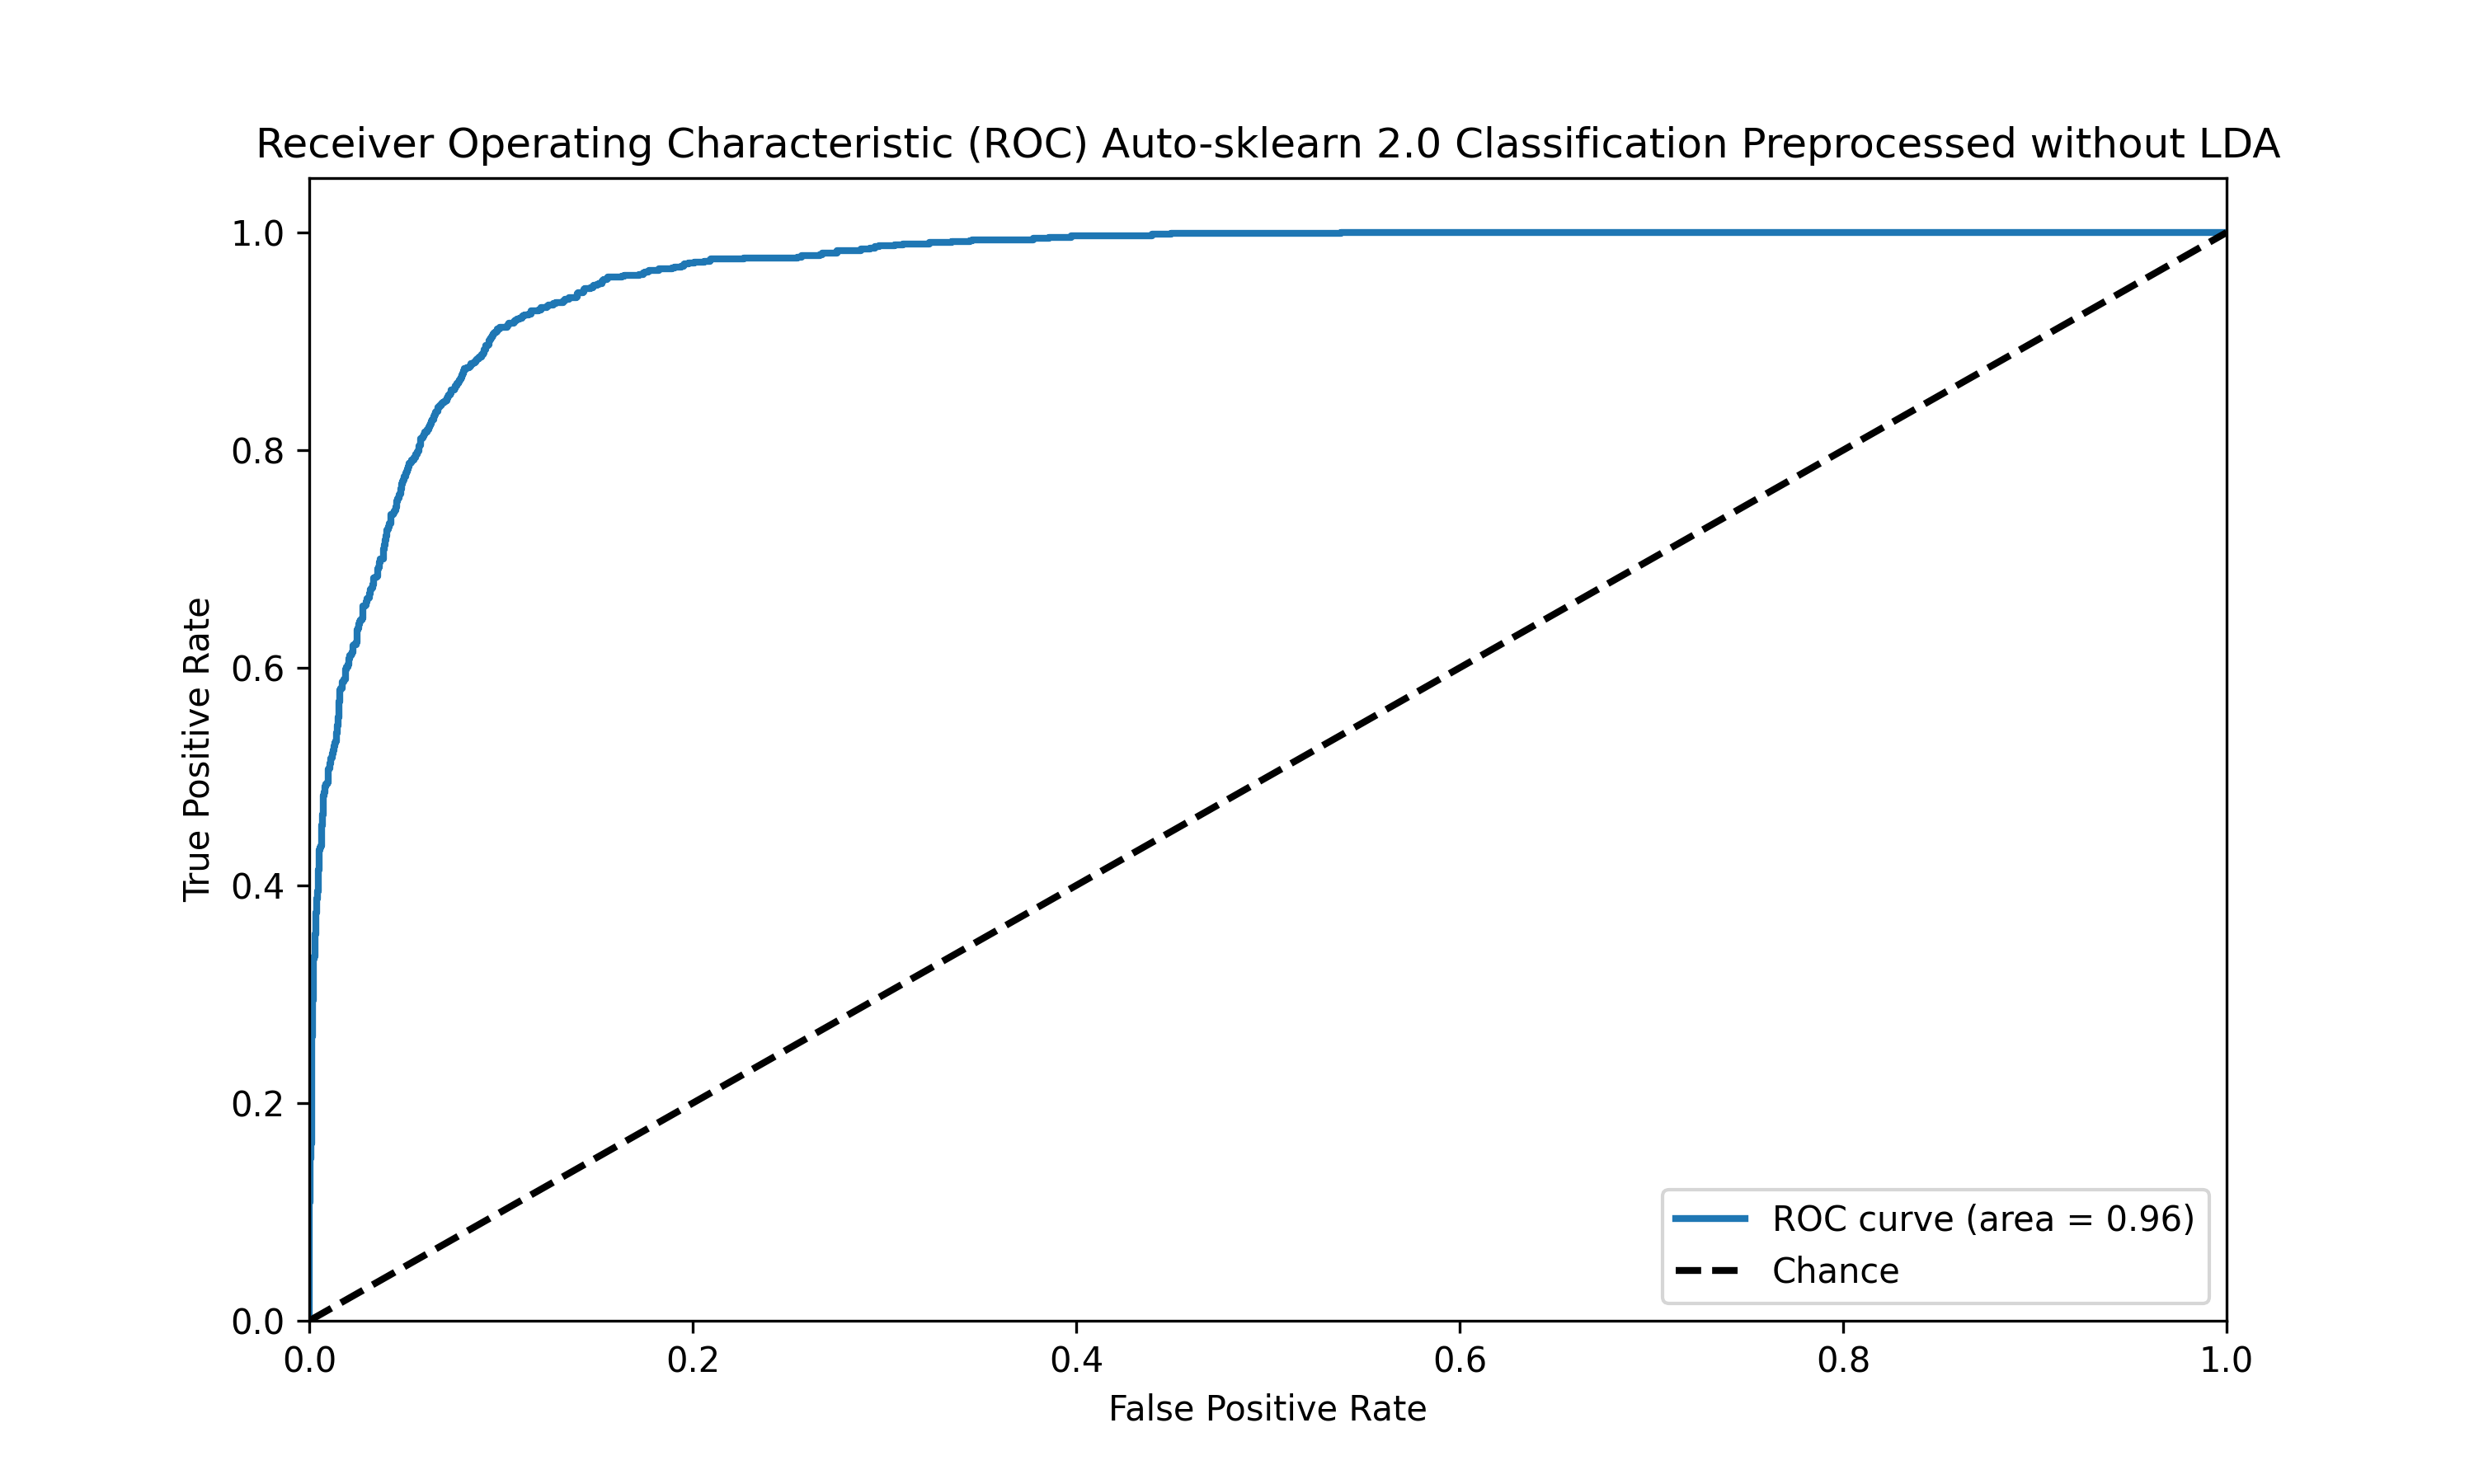 Receiver Operating Characteristic (ROC) Auto-sklearn 2.0 Classification Preprocessed without LDA
True Positive Rate
1.0
0.8
0.6
0.4
0.2
0.0
0.0 0.2 0.4 0.6 0.8 1.0
False Positive Rate
ROC curve (area = 0.96)
Chance